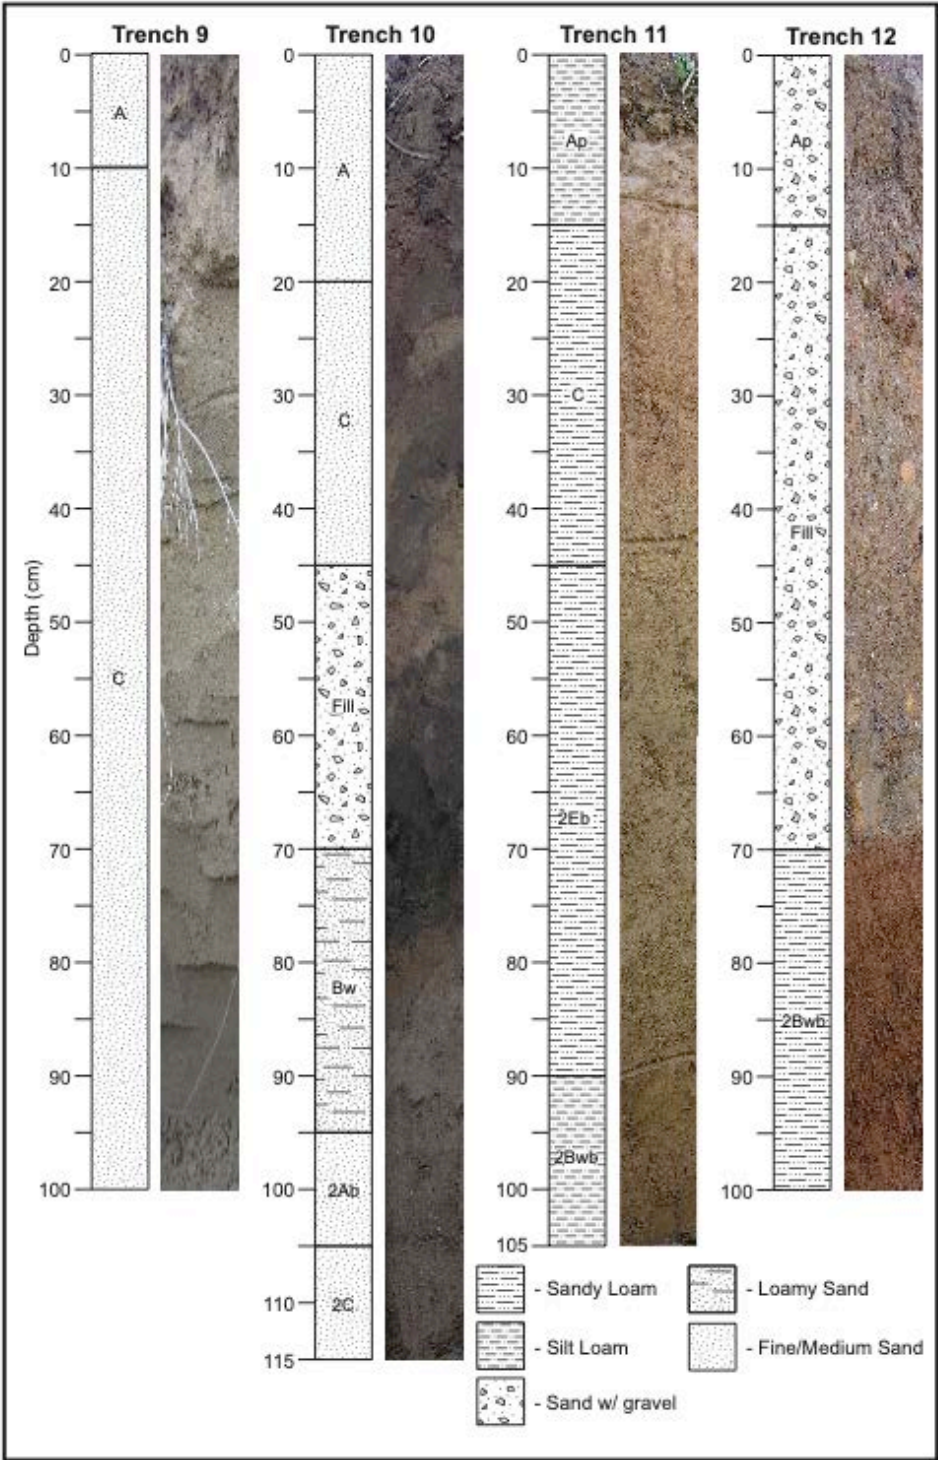 Trench 9
Trench 10
Trench 11
Trench 12
Depth (cm)
0
10
20
30
40
50
60
70
80
90
100
A
C
0
10
20
30
40
50
60
70
80
90
100
110
115
A
C
Fill
Bw
2Ab
2C
0
10
20
30
40
50
60
70
80
90
100
105
Ap
C
2Eb
2Bwb
0
10
20
30
40
50
60
70
80
90
100
Ap
Fill
2Bwb
- Sandy Loam
- Loamy Sand
- Silt Loam
- Fine/Medium Sand
- Sand w/ gravel